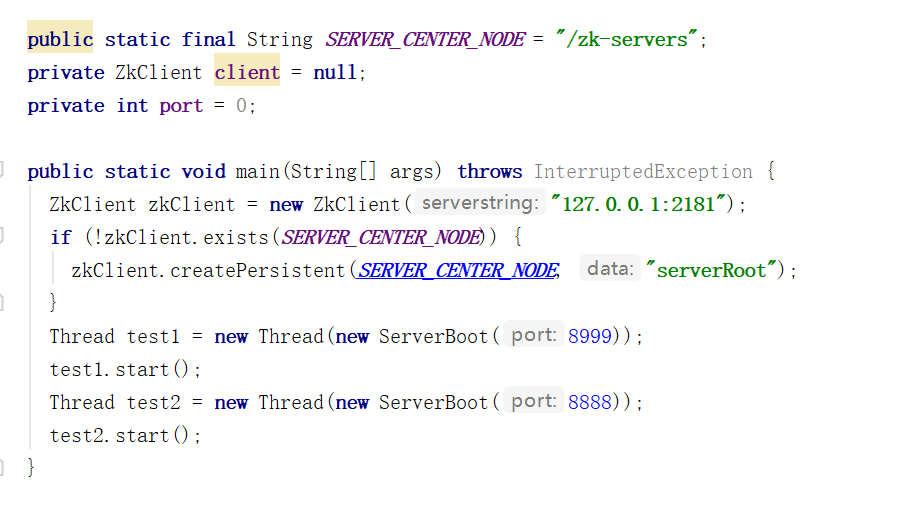 public static final String SERVER_CENTER_NODE = "/zk-servers";
private ZkClient client = null;
private int port = 0;
public static void main(String[] args) throws InterruptedException {
ZkClient zkClient = new ZkClient( serverstring: "127.0.0.1:2181");
if (!zkClient.exists(SERVER_CENTER_NODE)) {
zkClient.createPersistent(SERVER_CENTER_NODE, data: "serverRoot");
}
Thread test1 = new Thread(new ServerBoot( port: 8999));
test1.start();
Thread test2 = new Thread(new ServerBoot( port: 8888));
test2.start();
}